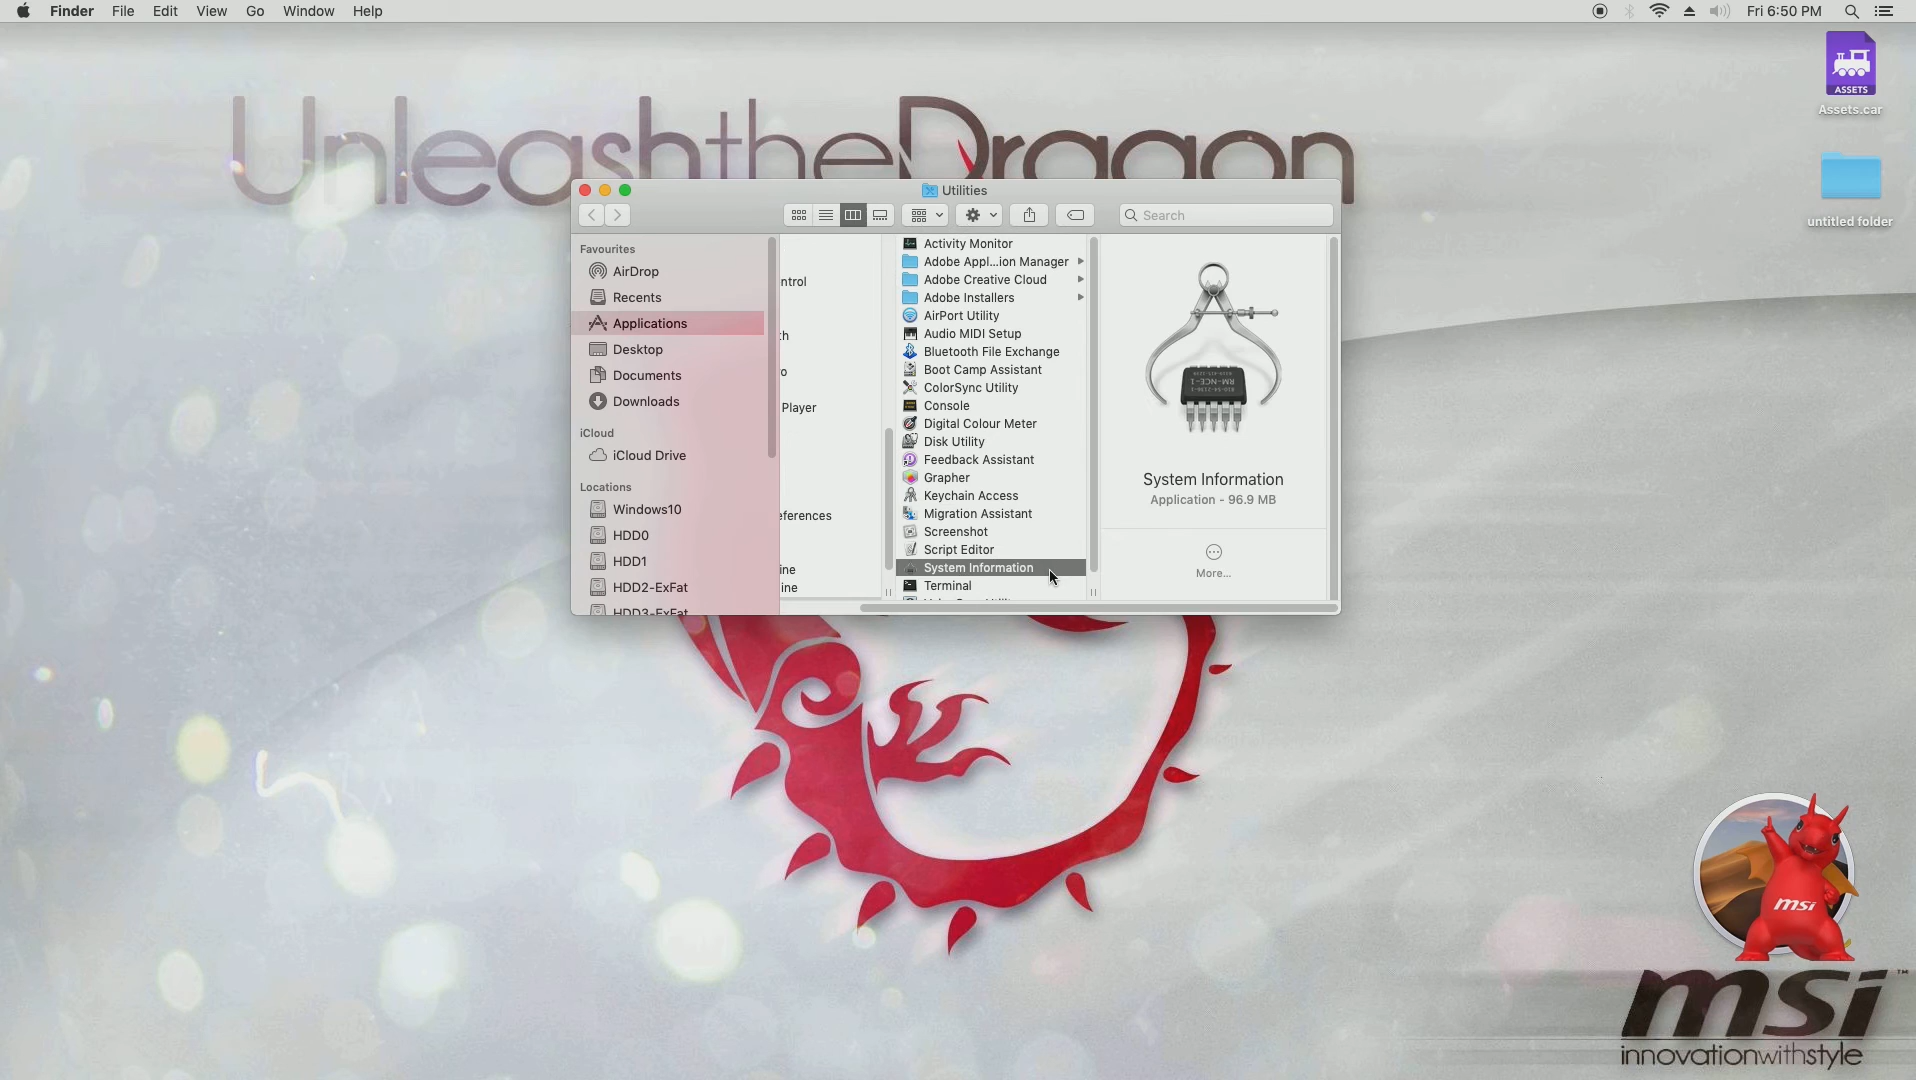 Finder File Edit View Go Window Help
Fri 6:50 PM
ASSETS
Assets.car
untitled folder
UnleashtheDragon
Utilities
Search
Favourites
AirDrop
Recents
Applications
Desktop
Documents
Downloads
iCloud
iCloud Drive
Locations
Windows10
HDD0
HDD1
HDD2-ExFat
HDD3-ExFat
ntrol
th
o
Player
eferences
ine
ine
Activity Monitor
Adobe Appl...ion Manager
Adobe Creative Cloud
Adobe Installers
AirPort Utility
Audio MIDI Setup
Bluetooth File Exchange
Boot Camp Assistant
ColorSync Utility
Console
Digital Colour Meter
Disk Utility
Feedback Assistant
Grapher
Keychain Access
Migration Assistant
Screenshot
Script Editor
System Information
Terminal
System Information
Application - 96.9 MB
More...
msi
msi™
innovationwithstyle